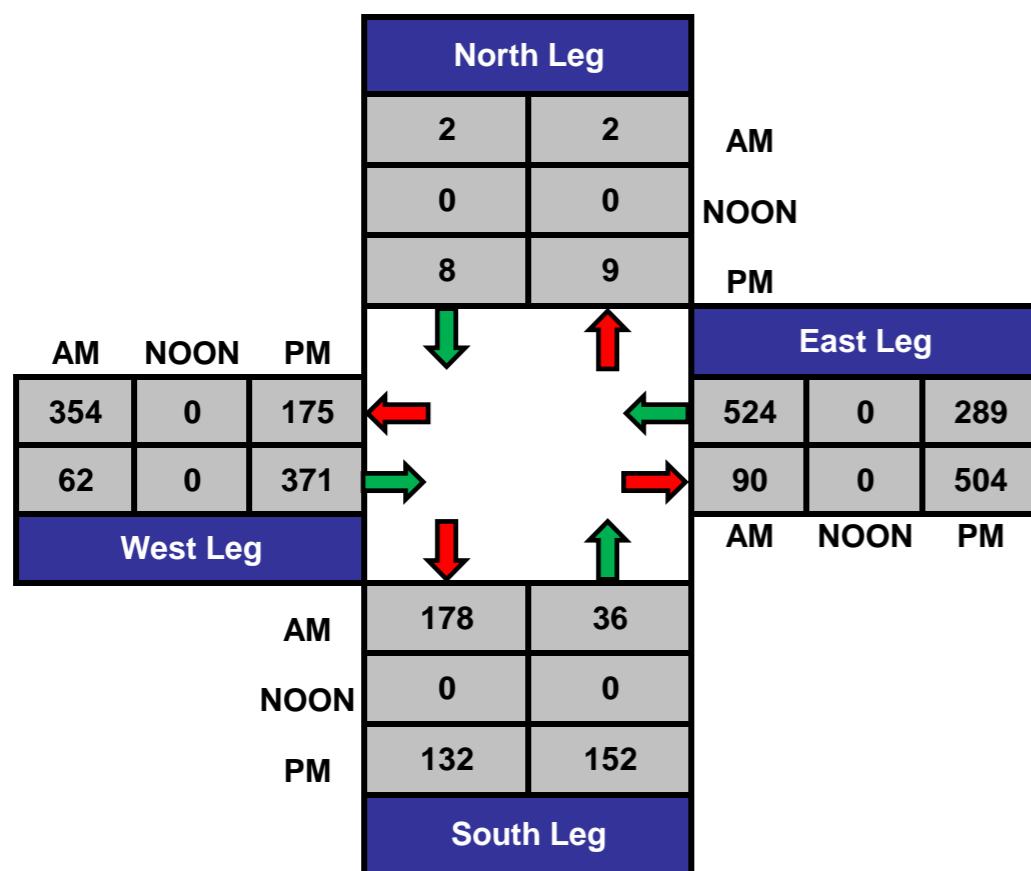 North Leg
2 2 AM
0 0 NOON
8 9 PM
AM NOON PM East Leg
354 0 175 524 0 289
62 0 371 90 0 504
West Leg AM NOON PM
AM 178 36
NOON 0 0
PM 132 152
South Leg